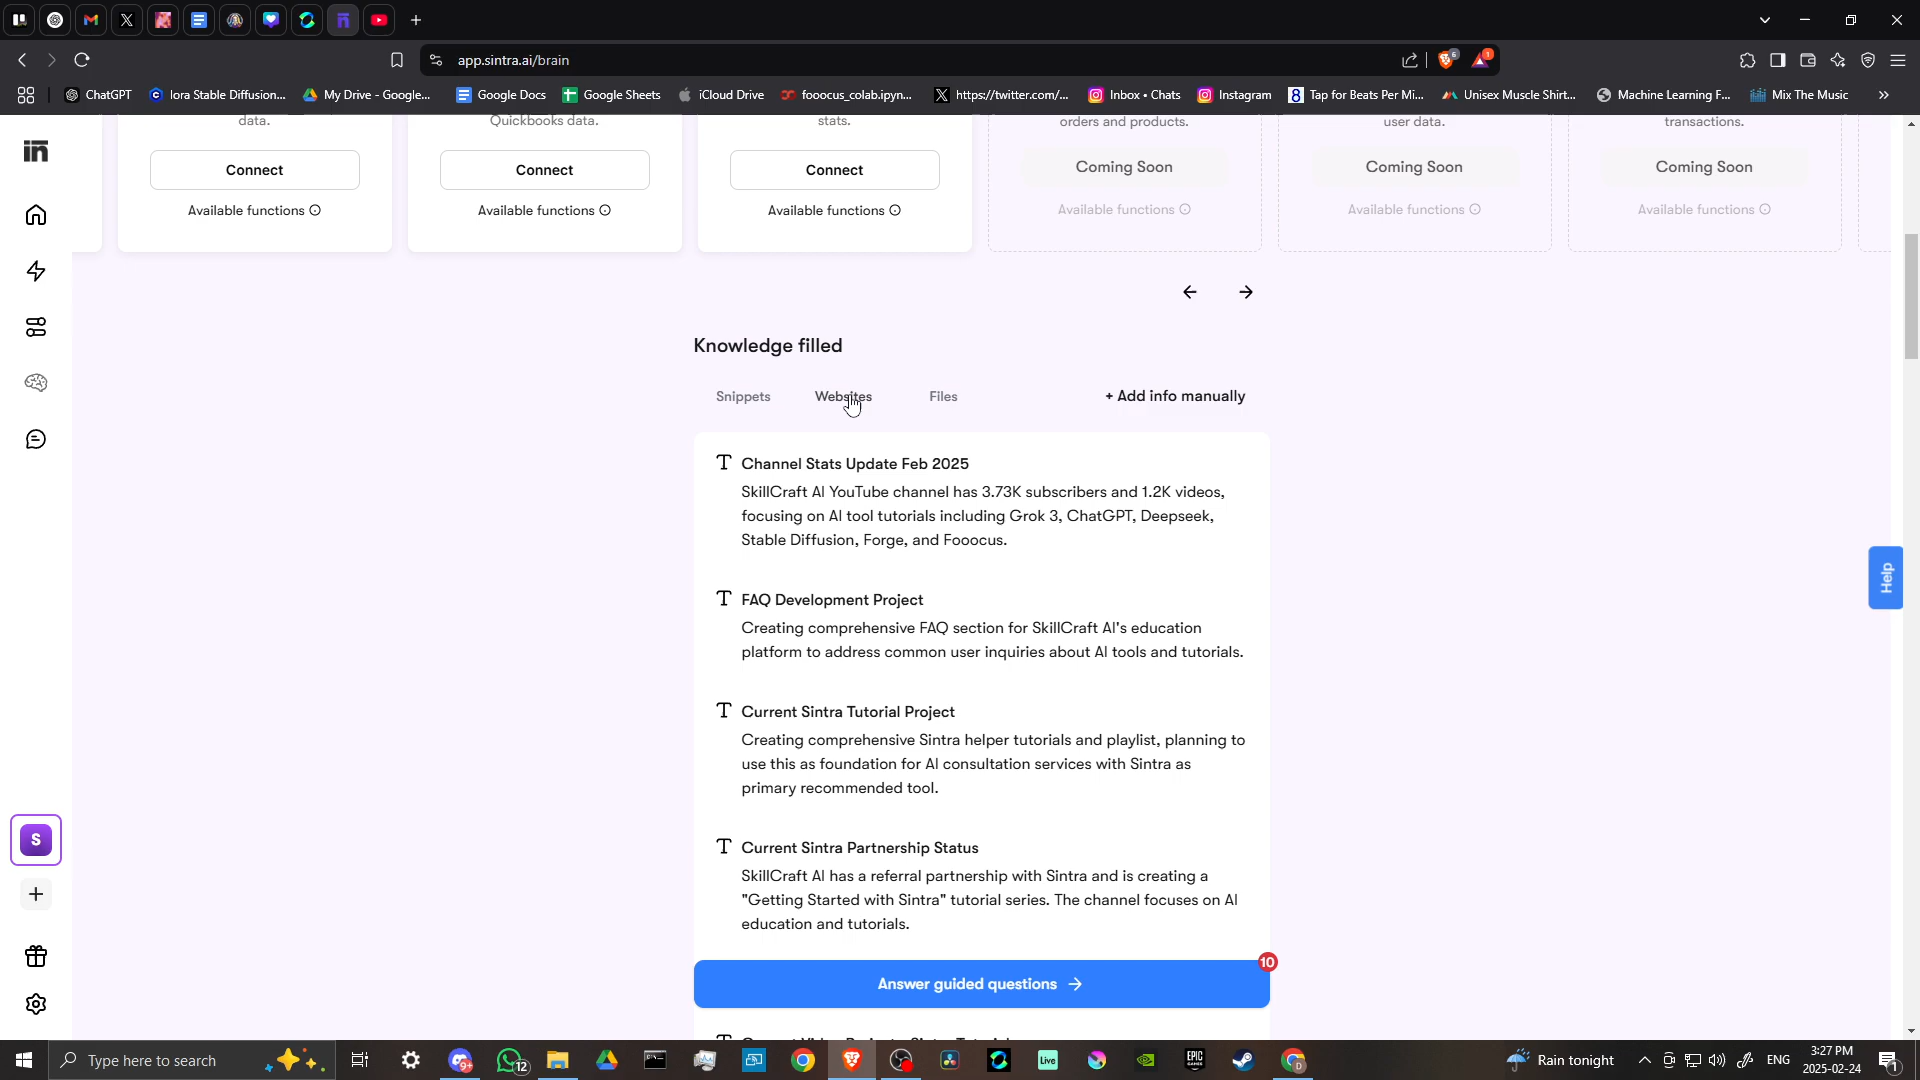 app.sintra.ai/brain
6
1
ChatGPT
lora Stable Diffusion...
My Drive - Google...
Google Docs
Google Sheets
iCloud Drive
fooocus_colab.ipyn...
https://twitter.com/...
Inbox • Chats
Instagram
Tap for Beats Per Mi...
Unisex Muscle Shirt...
Machine Learning F...
Mix The Music
data.
Quickbooks data.
stats.
orders and products.
user data.
transactions.
Connect
Connect
Connect
Coming Soon
Coming Soon
Coming Soon
Available functions
Available functions
Available functions
Available functions
Available functions
Available functions
Knowledge filled
Snippets
Websites
Files
+ Add info manually
Channel Stats Update Feb 2025
SkillCraft AI YouTube channel has 3.73K subscribers and 1.2K videos,
focusing on AI tool tutorials including Grok 3, ChatGPT, Deepseek,
Stable Diffusion, Forge, and Fooocus.
FAQ Development Project
Creating comprehensive FAQ section for SkillCraft AI's education
platform to address common user inquiries about AI tools and tutorials.
Help
Current Sintra Tutorial Project
Creating comprehensive Sintra helper tutorials and playlist, planning to
use this as foundation for AI consultation services with Sintra as
primary recommended tool.
S
Current Sintra Partnership Status
SkillCraft AI has a referral partnership with Sintra and is creating a
"Getting Started with Sintra" tutorial series. The channel focuses on AI
education and tutorials.
10
Answer guided questions
Type here to search
9+
12
Live
EPIC GAMES
D
Rain tonight
ENG
3:27 PM
2025-02-24
1